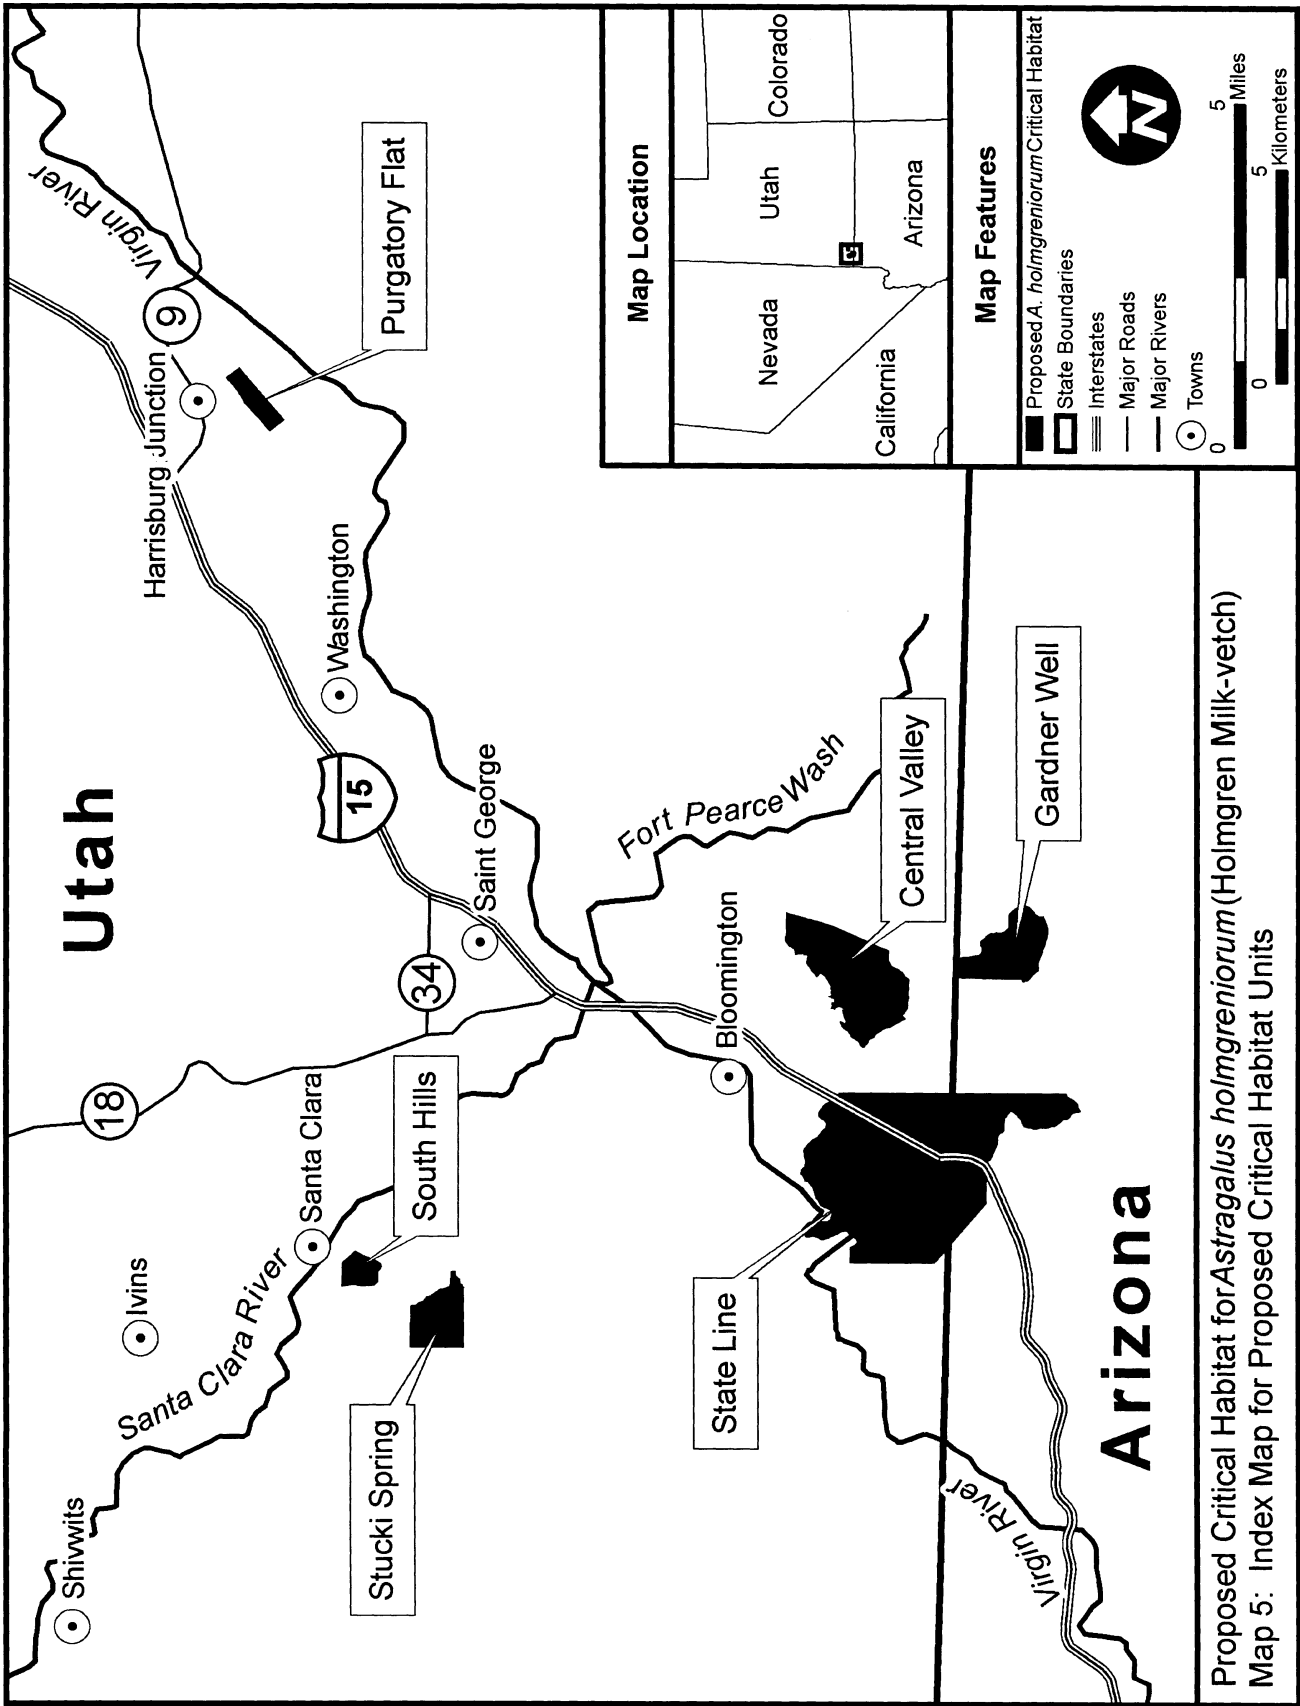 Utah
Shivwits
Ivins
Santa Clara River
Santa Clara
18
34
15
Harrisburg Junction
9
Virgin River
Purgatory Flat
Washington
Saint George
South Hills
Stucki Spring
Fort Pearce Wash
Bloomington
State Line
Central Valley
Gardner Well
Virgin River
Arizona
Map Location
Nevada
Utah
Colorado
California
Arizona
Map Features
Proposed A. holmgreniorum Critical Habitat
State Boundaries
Interstates
Major Roads
Major Rivers
Towns
N
0 5 Miles
0 5 Kilometers
Proposed Critical Habitat for Astragalus holmgreniorum (Holmgren Milk-vetch)
Map 5: Index Map for Proposed Critical Habitat Units